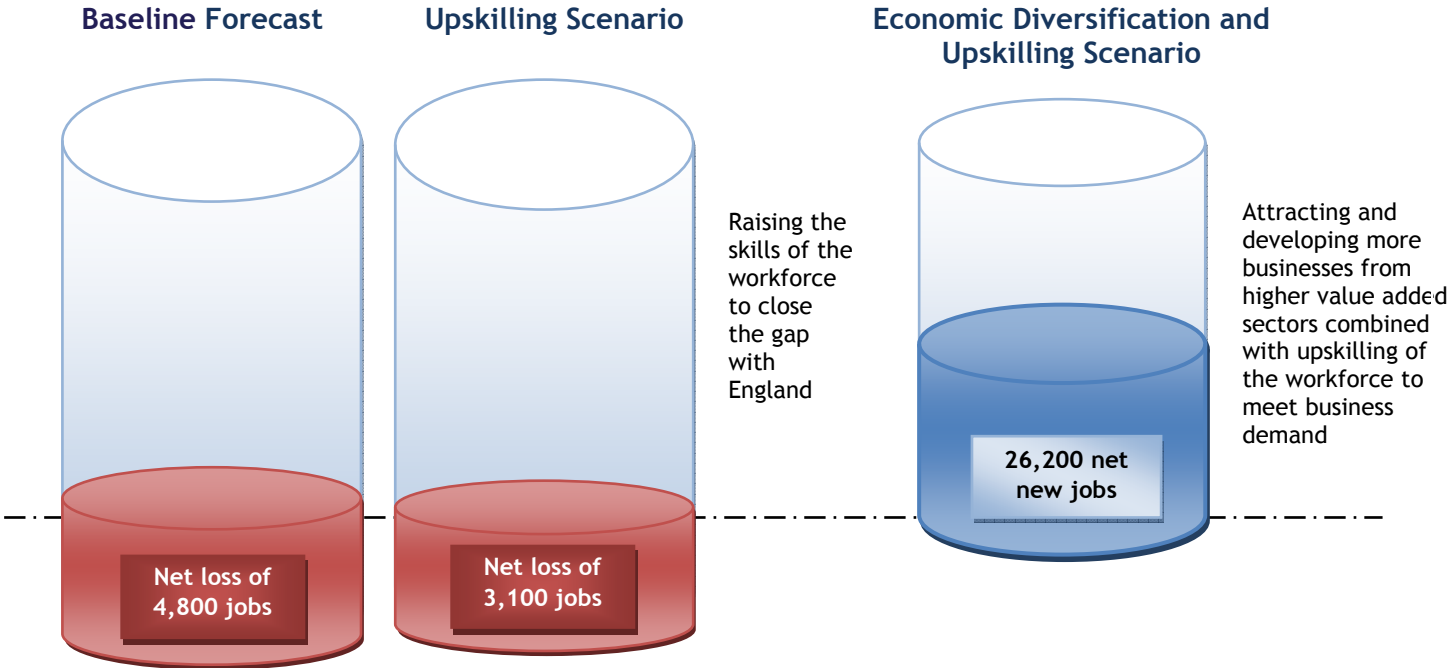 Baseline Forecast
Upskilling Scenario
Economic Diversification and
Upskilling Scenario
Net loss of
4,800 jobs
Net loss of
3,100 jobs
Raising the
skills of the
workforce
to close
the gap
with
England
26,200 net
new jobs
Attracting and
developing more
businesses from
higher value added
sectors combined
with upskilling of
the workforce to
meet business
demand